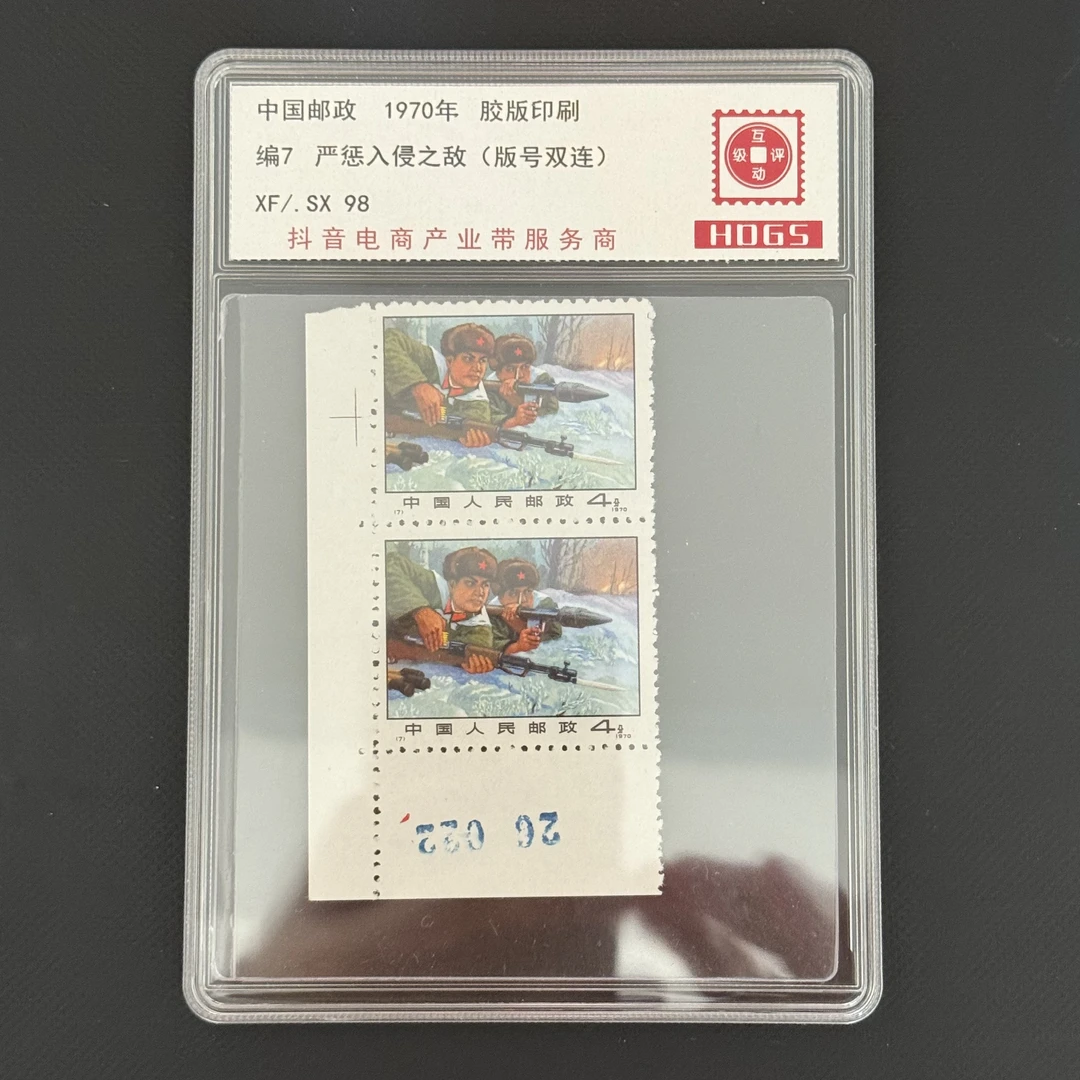 中国邮政 1970年 胶版印刷
编7 严惩入侵之敌（版号双连）
XF/.SX 98
抖音电商产业带服务商
互动评级
HDGS
中国人民邮政 4分
(7) 1970
中国人民邮政 4分
(7) 1970
26 022